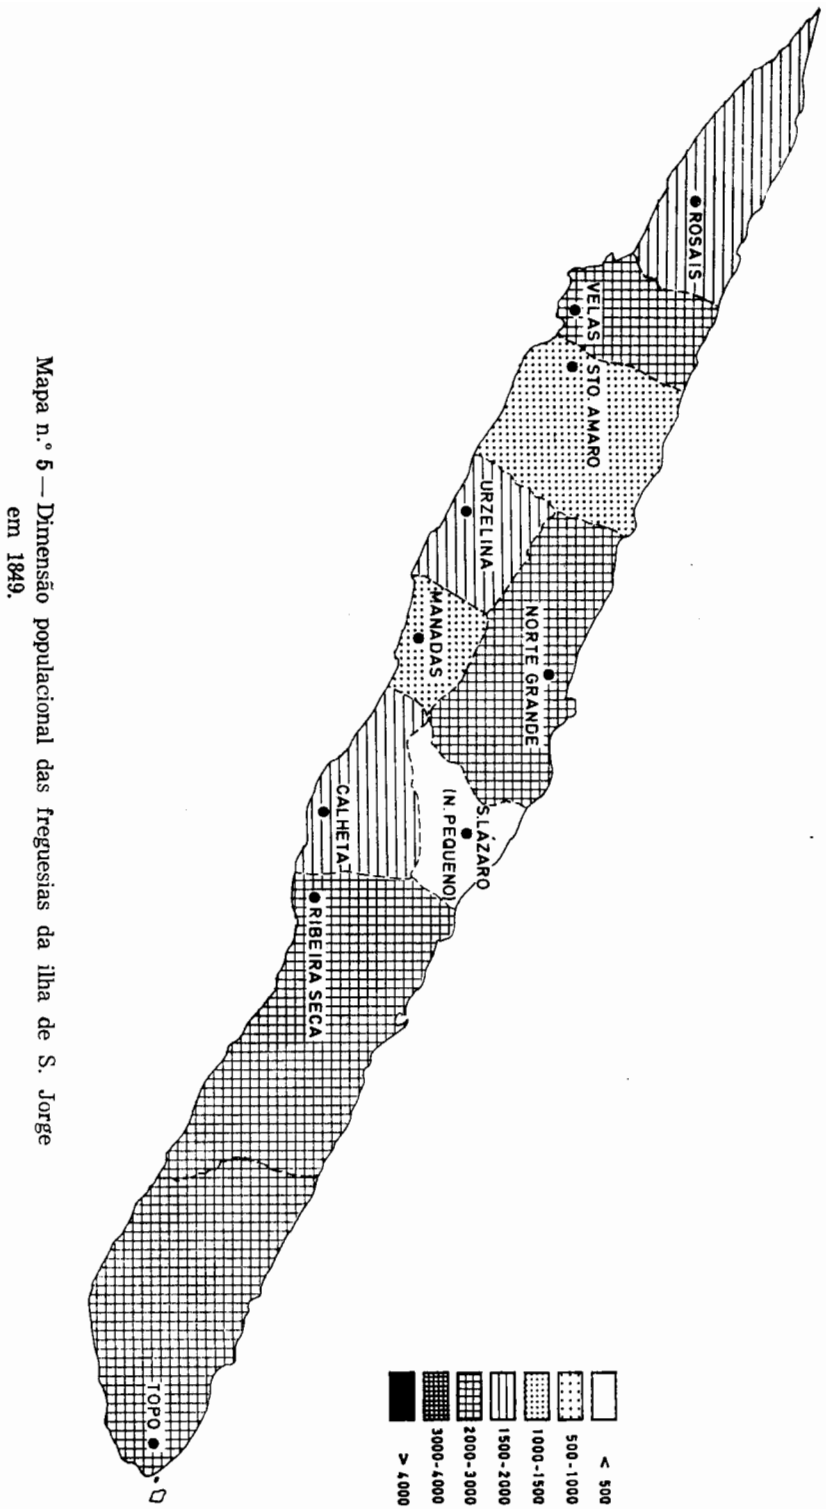 ROSAIS
VELAS
STO. AMARO
URZELINA
NORTE GRANDE
MANADAS
S. LÁZARO
(N. PEQUENO)
CALHETA
RIBEIRA SECA
TOPO
< 500
500-1000
1000-1500
1500-2000
2000-3000
3000-4000
> 4000
Mapa n.° 5 — Dimensão populacional das freguesias da ilha de S. Jorge
em 1849.